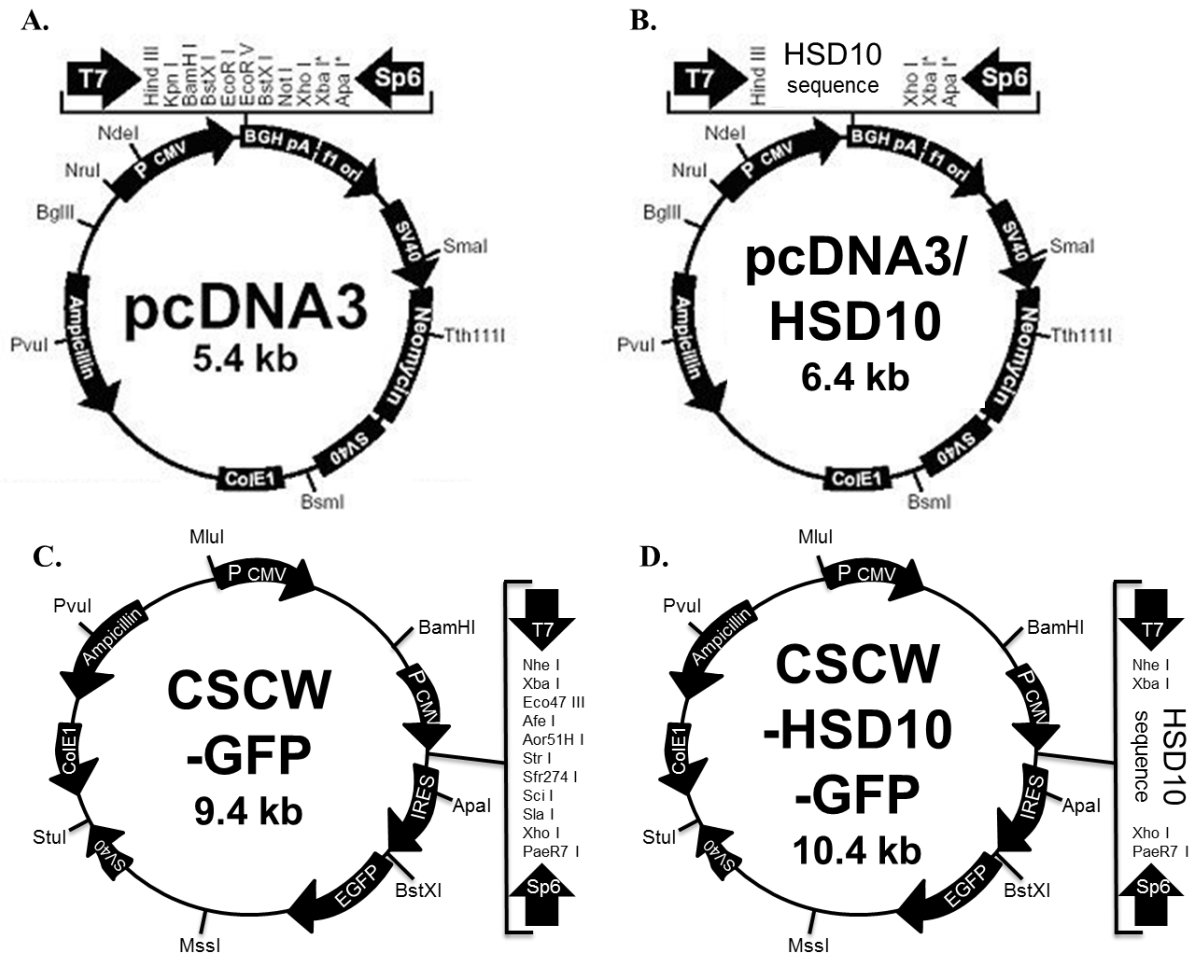 A.
T7
Hind III
Kpn I
BamH I
BstX I
EcoR I
EcoR V
BstX I
Not I
Xho I
Xba I*
Apa I*
Sp6
NdeI
NruI
BglII
PvuI
P CMV
BGH pA
f1 ori
SV40
SmaI
Neomycin
Tth111I
SV40
BsmI
ColE1
Ampicillin
pcDNA3
5.4 kb
B.
T7
Hind III
HSD10
sequence
Xho I
Xba I*
Apa I*
Sp6
NdeI
NruI
BglII
PvuI
P CMV
BGH pA
f1 ori
SV40
SmaI
Neomycin
Tth111I
SV40
BsmI
ColE1
Ampicillin
pcDNA3/
HSD10
6.4 kb
C.
MluI
P CMV
PvuI
Ampicillin
BamHI
P CMV
ColE1
IRES
ApaI
StuI
SV40
EGFP
BstXI
MssI
CSCW
-GFP
9.4 kb
T7
Nhe I
Xba I
Eco47 III
Afe I
Aor51H I
Str I
Sfr274 I
Sci I
Sla I
Xho I
PaeR7 I
Sp6
D.
MluI
P CMV
PvuI
Ampicillin
BamHI
P CMV
ColE1
IRES
ApaI
StuI
SV40
EGFP
BstXI
MssI
CSCW
-HSD10
-GFP
10.4 kb
T7
Nhe I
Xba I
HSD10
sequence
Xho I
PaeR7 I
Sp6